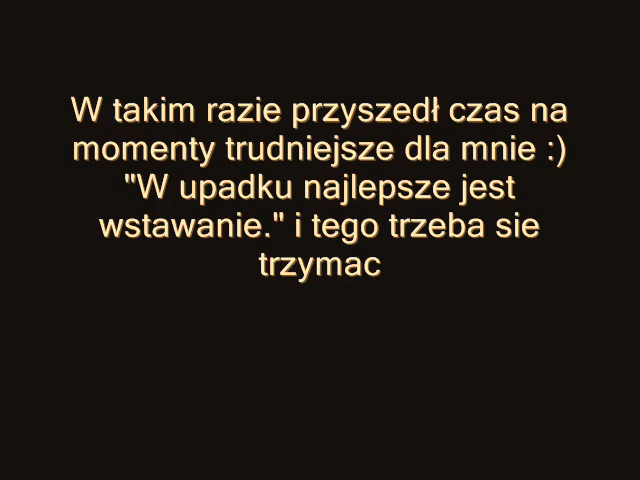 W takim razie przyszedł czas na
momenty trudniejsze dla mnie :)
"W upadku najlepsze jest
wstawanie." i tego trzeba sie
trzymac